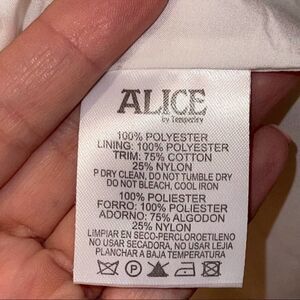 ALICE
by Temperley
100% POLYESTER
LINING: 100% POLYESTER
TRIM: 75% COTTON
25% NYLON
P DRY CLEAN, DO NOT TUMBLE DRY
DO NOT BLEACH, COOL IRON
100% POLIESTER
FORRO: 100% POLIESTER
ADORNO: 75% ALGODON
25% NYLON
LIMPIAR EN SECO-PERCLOROETILENO
NO USAR SECADORA, NO USAR LEJIA
PLANCHAR A BAJA TEMPERATURA
P